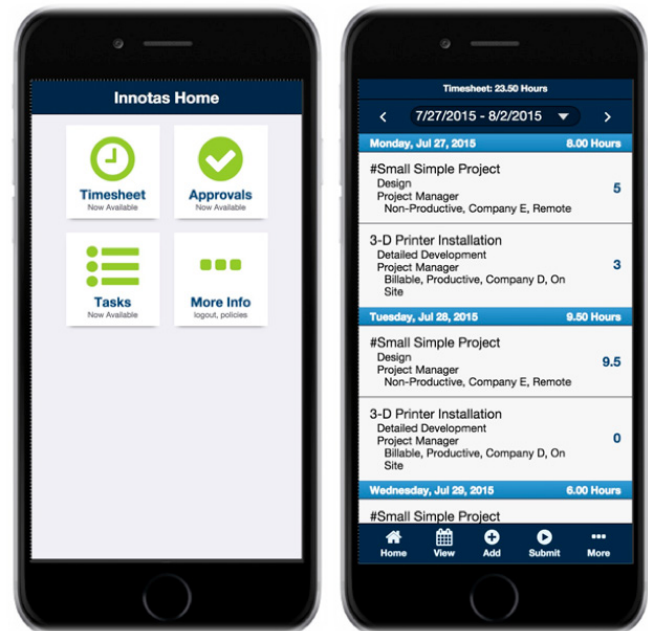 Innotas Home
Timesheet
Now Available
Approvals
Now Available
Tasks
Now Available
More Info
logout, policies
Timesheet: 23.50 Hours
7/27/2015 - 8/2/2015
Monday, Jul 27, 2015 8.00 Hours
#Small Simple Project
Design
Project Manager
Non-Productive, Company E, Remote
5
3-D Printer Installation
Detailed Development
Project Manager
Billable, Productive, Company D, On
Site
3
Tuesday, Jul 28, 2015 9.50 Hours
#Small Simple Project
Design
Project Manager
Non-Productive, Company E, Remote
9.5
3-D Printer Installation
Detailed Development
Project Manager
Billable, Productive, Company D, On
Site
0
Wednesday, Jul 29, 2015 6.00 Hours
#Small Simple Project
Home View Add Submit More